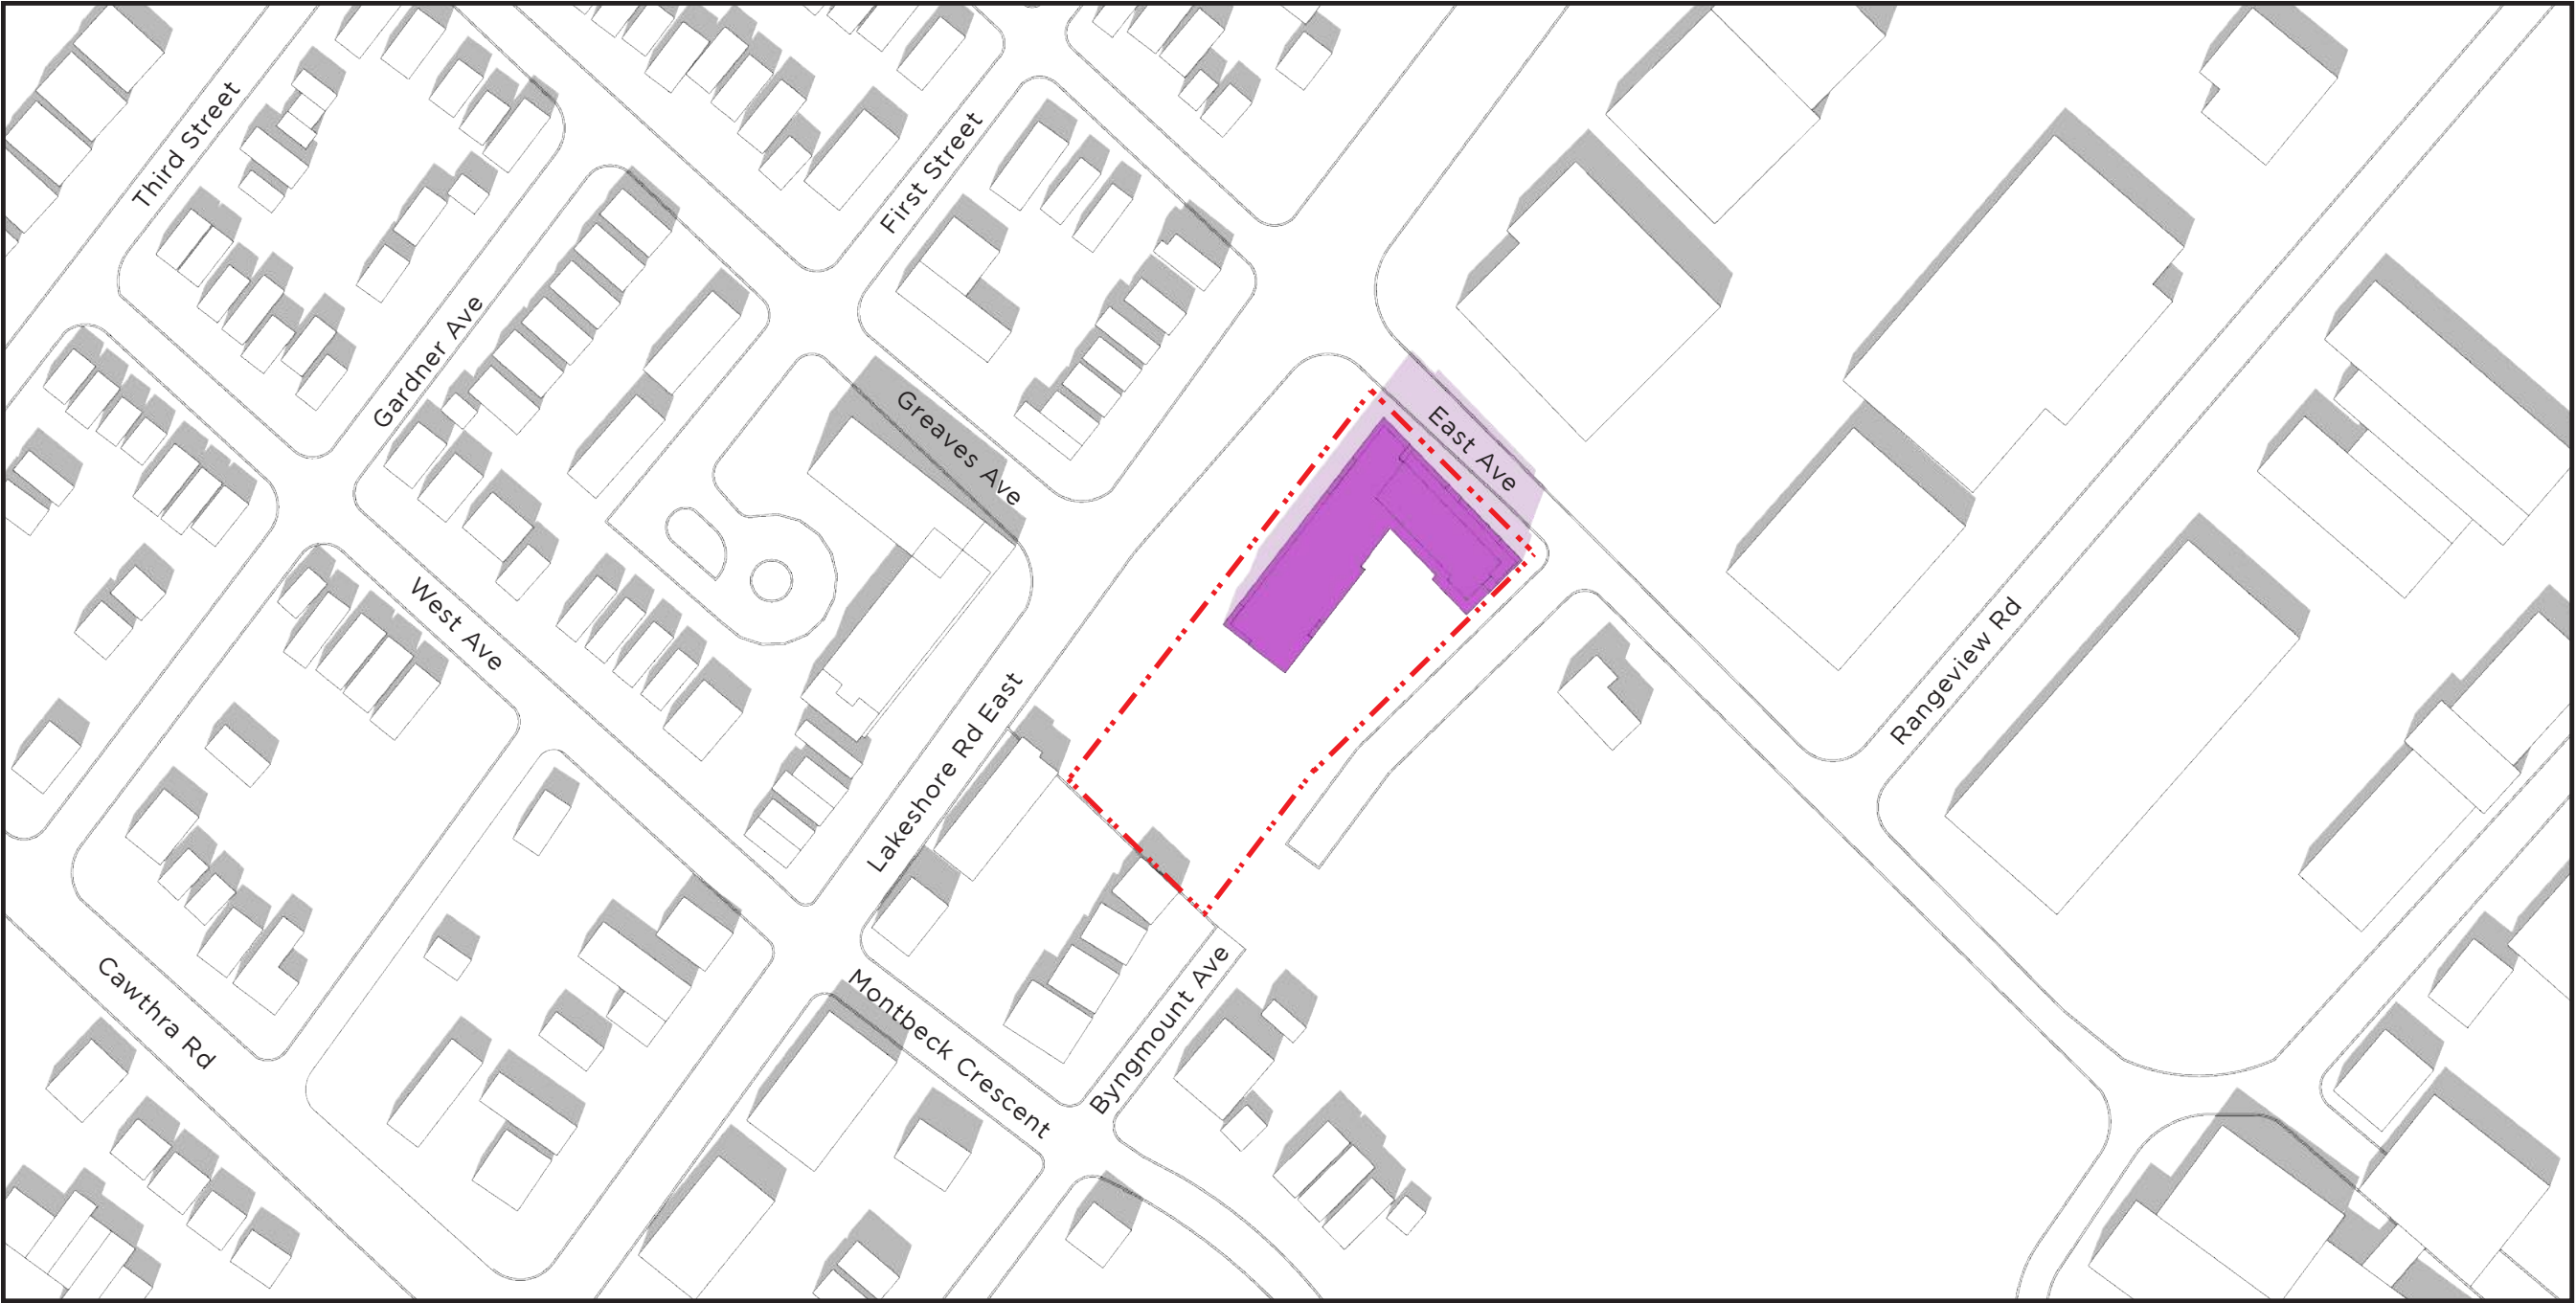 Third Street
First Street
Gardner Ave
Greaves Ave
East Ave
West Ave
Rangeview Rd
Lakeshore Rd East
Cawthra Rd
Montbeck Crescent
Byngmount Ave